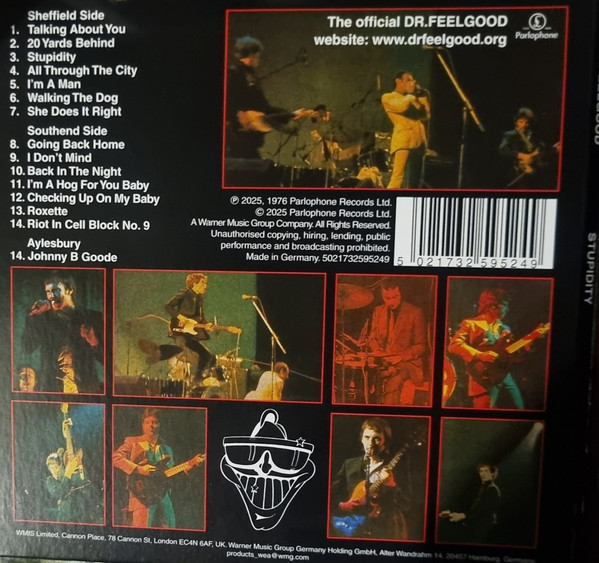 Sheffield Side
1. Talking About You
2. 20 Yards Behind
3. Stupidity
4. All Through The City
5. I'm A Man
6. Walking The Dog
7. She Does It Right
Southend Side
8. Going Back Home
9. I Don't Mind
10. Back In The Night
11. I'm A Hog For You Baby
12. Checking Up On My Baby
13. Roxette
14. Riot In Cell Block No. 9
Aylesbury
14. Johnny B Goode
The official DR.FEELGOOD
website: www.drfeelgood.org
Parlophone
℗ 2025, 1976 Parlophone Records Ltd.
© 2025 Parlophone Records Ltd.
A Warner Music Group Company. All Rights Reserved.
Unauthorised copying, hiring, lending, public
performance and broadcasting prohibited.
Made in Germany. 5021732595249
5 021732 595249
STUPIDITY
WMIS Limited, Cannon Place, 78 Cannon St, London EC4N 6AF, UK. Warner Music Group Germany Holding GmbH, Alter Wandrahm 14, 20457 Hamburg, Germany
products_wea@wmg.com